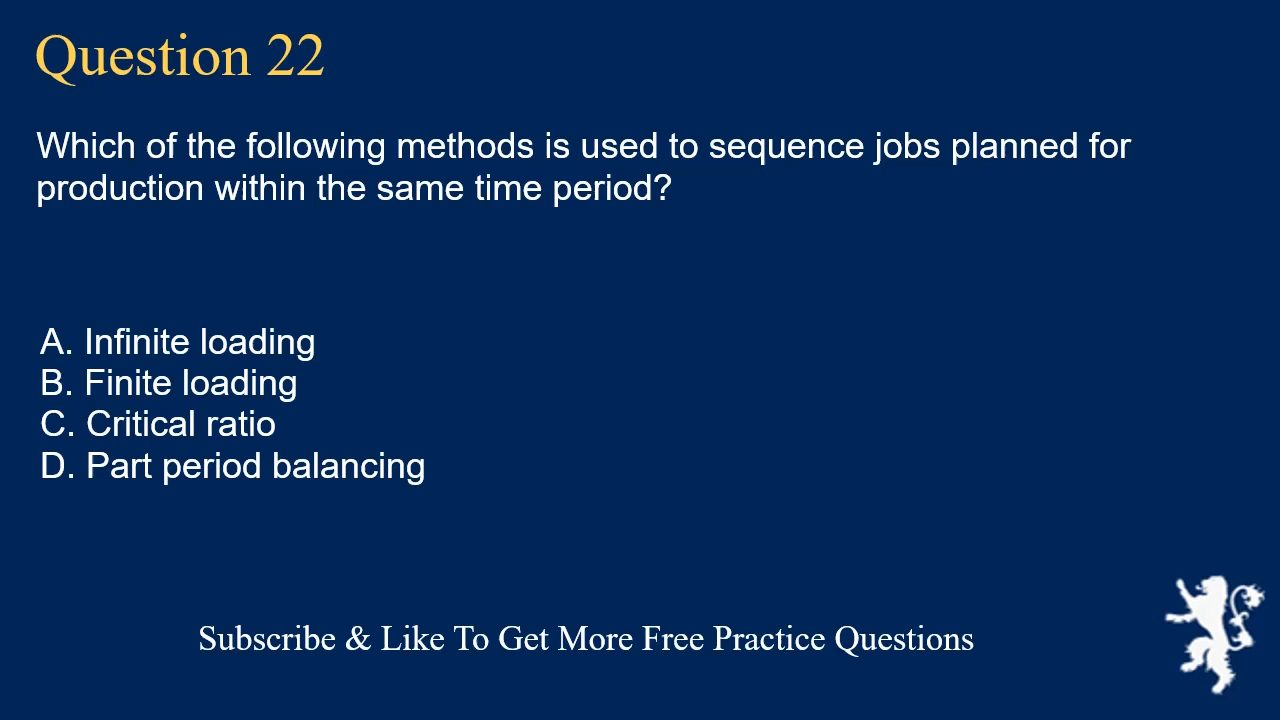 Question 22
Which of the following methods is used to sequence jobs planned for
production within the same time period?
A. Infinite loading
B. Finite loading
C. Critical ratio
D. Part period balancing
Subscribe & Like To Get More Free Practice Questions